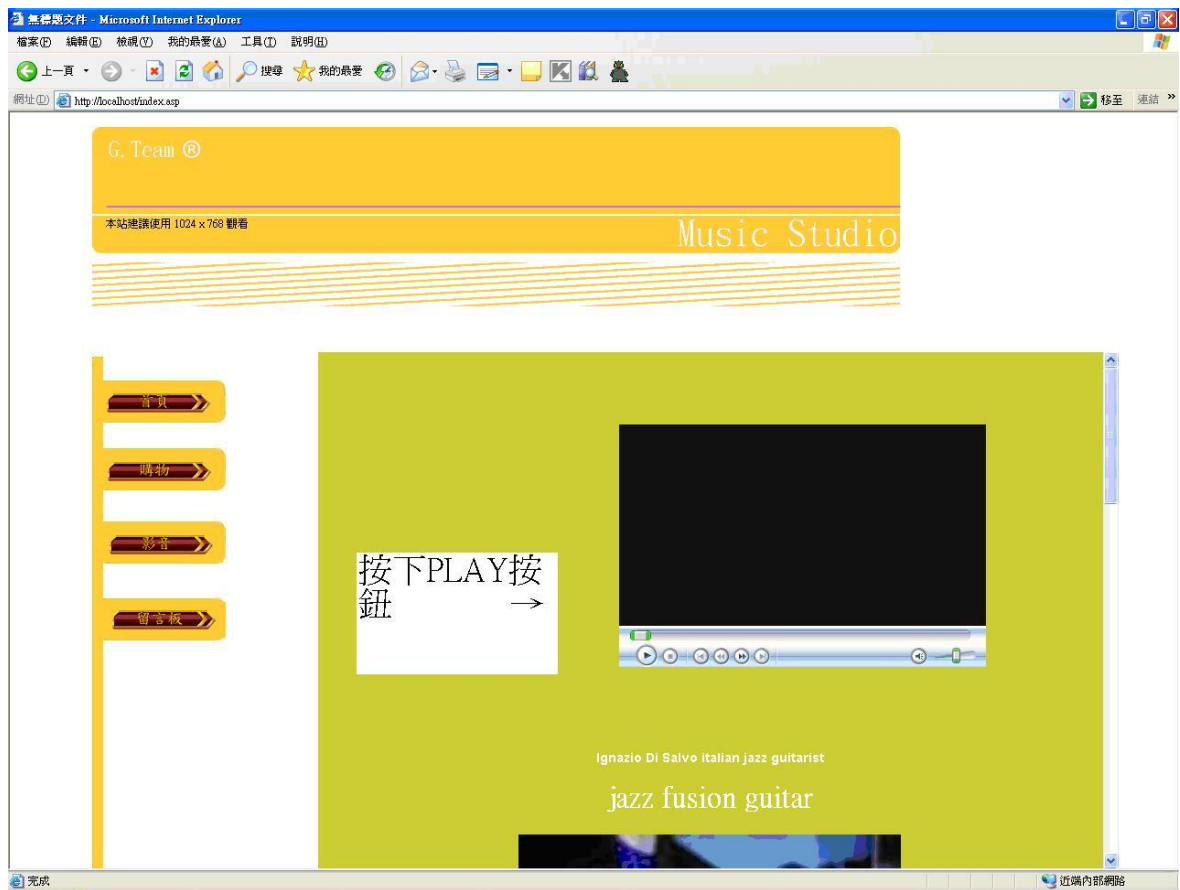 無標題文件 - Microsoft Internet Explorer
檔案(F) 編輯(E) 檢視(V) 我的最愛(A) 工具(T) 說明(H)
上一頁 搜尋 我的最愛
網址(D) http://localhost/index.asp 移至 連結 »
G. Team ®
本站建議使用 1024 x 768 觀看
Music Studio
首頁
購物
影音
留言板
按下PLAY按
鈕 →
Ignazio Di Salvo italian jazz guitarist
jazz fusion guitar
完成 近端內部網路